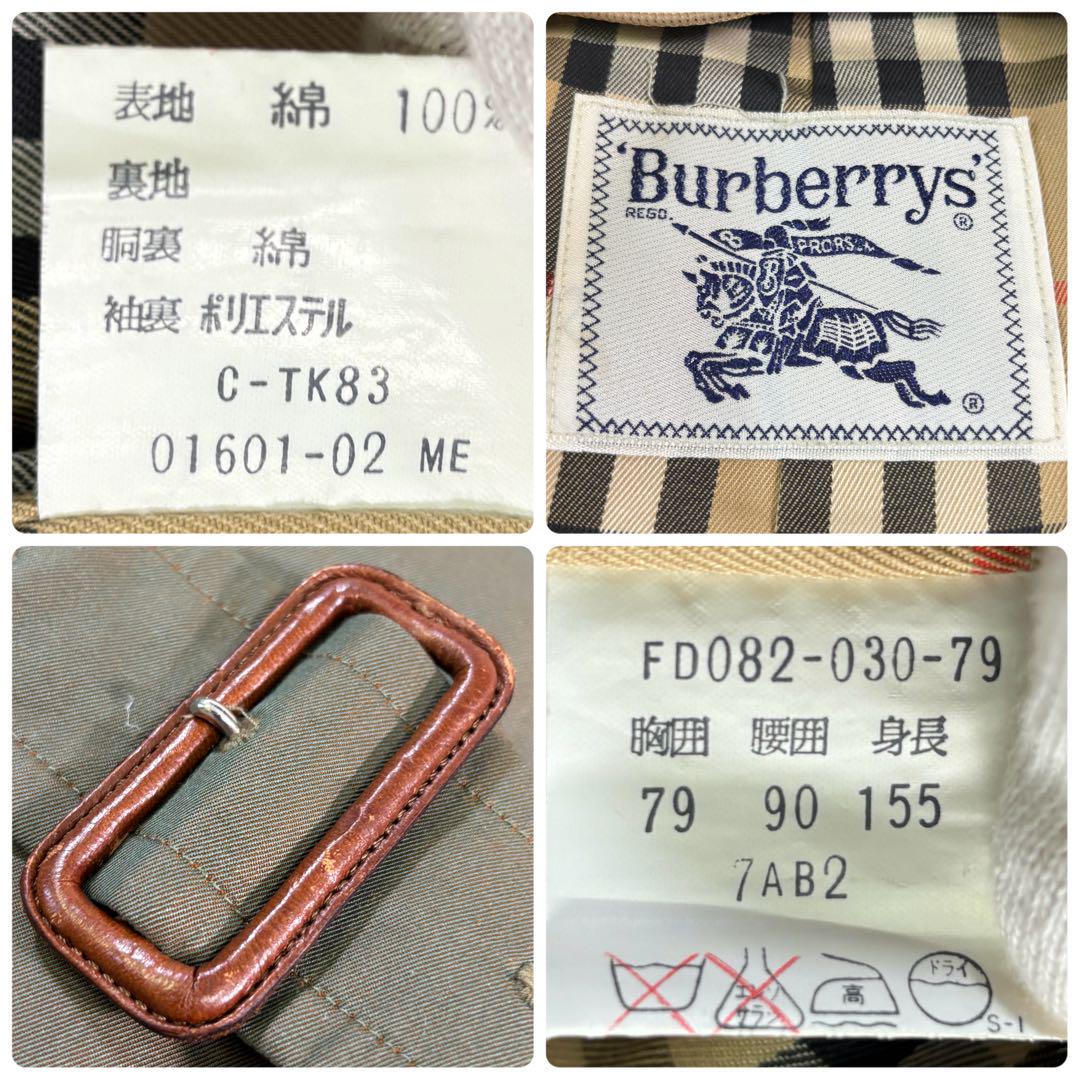 表地 綿 100%
裏地
胴裏 綿
袖裏 ポリエステル
C-TK83
01601-02 ME
'Burberrys'
REGD.
®
B PRORS
B
®
FD082-030-79
胸囲 腰囲 身長
79 90 155
7AB2
エンソ
サラシ
高
ドライ
S-1